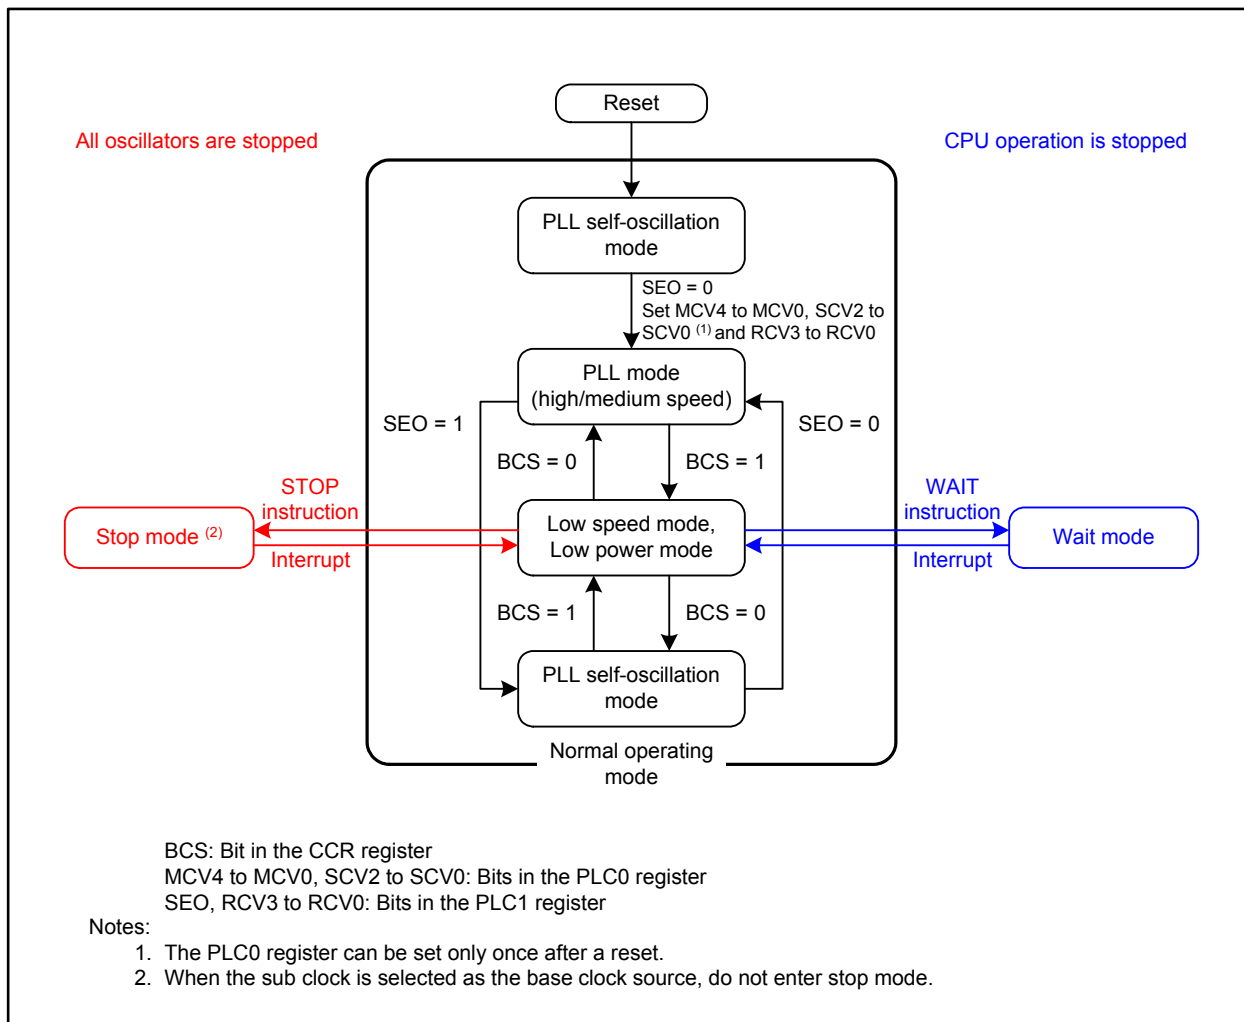 Reset
All oscillators are stopped
CPU operation is stopped
PLL self-oscillation
mode
SEO = 0
Set MCV4 to MCV0, SCV2 to
SCV0 (1) and RCV3 to RCV0
PLL mode
(high/medium speed)
SEO = 1
SEO = 0
BCS = 0
BCS = 1
STOP
instruction
WAIT
instruction
Stop mode (2)
Low speed mode,
Low power mode
Wait mode
Interrupt
Interrupt
BCS = 1
BCS = 0
PLL self-oscillation
mode
Normal operating
mode
BCS: Bit in the CCR register
MCV4 to MCV0, SCV2 to SCV0: Bits in the PLC0 register
SEO, RCV3 to RCV0: Bits in the PLC1 register
Notes:
1. The PLC0 register can be set only once after a reset.
2. When the sub clock is selected as the base clock source, do not enter stop mode.